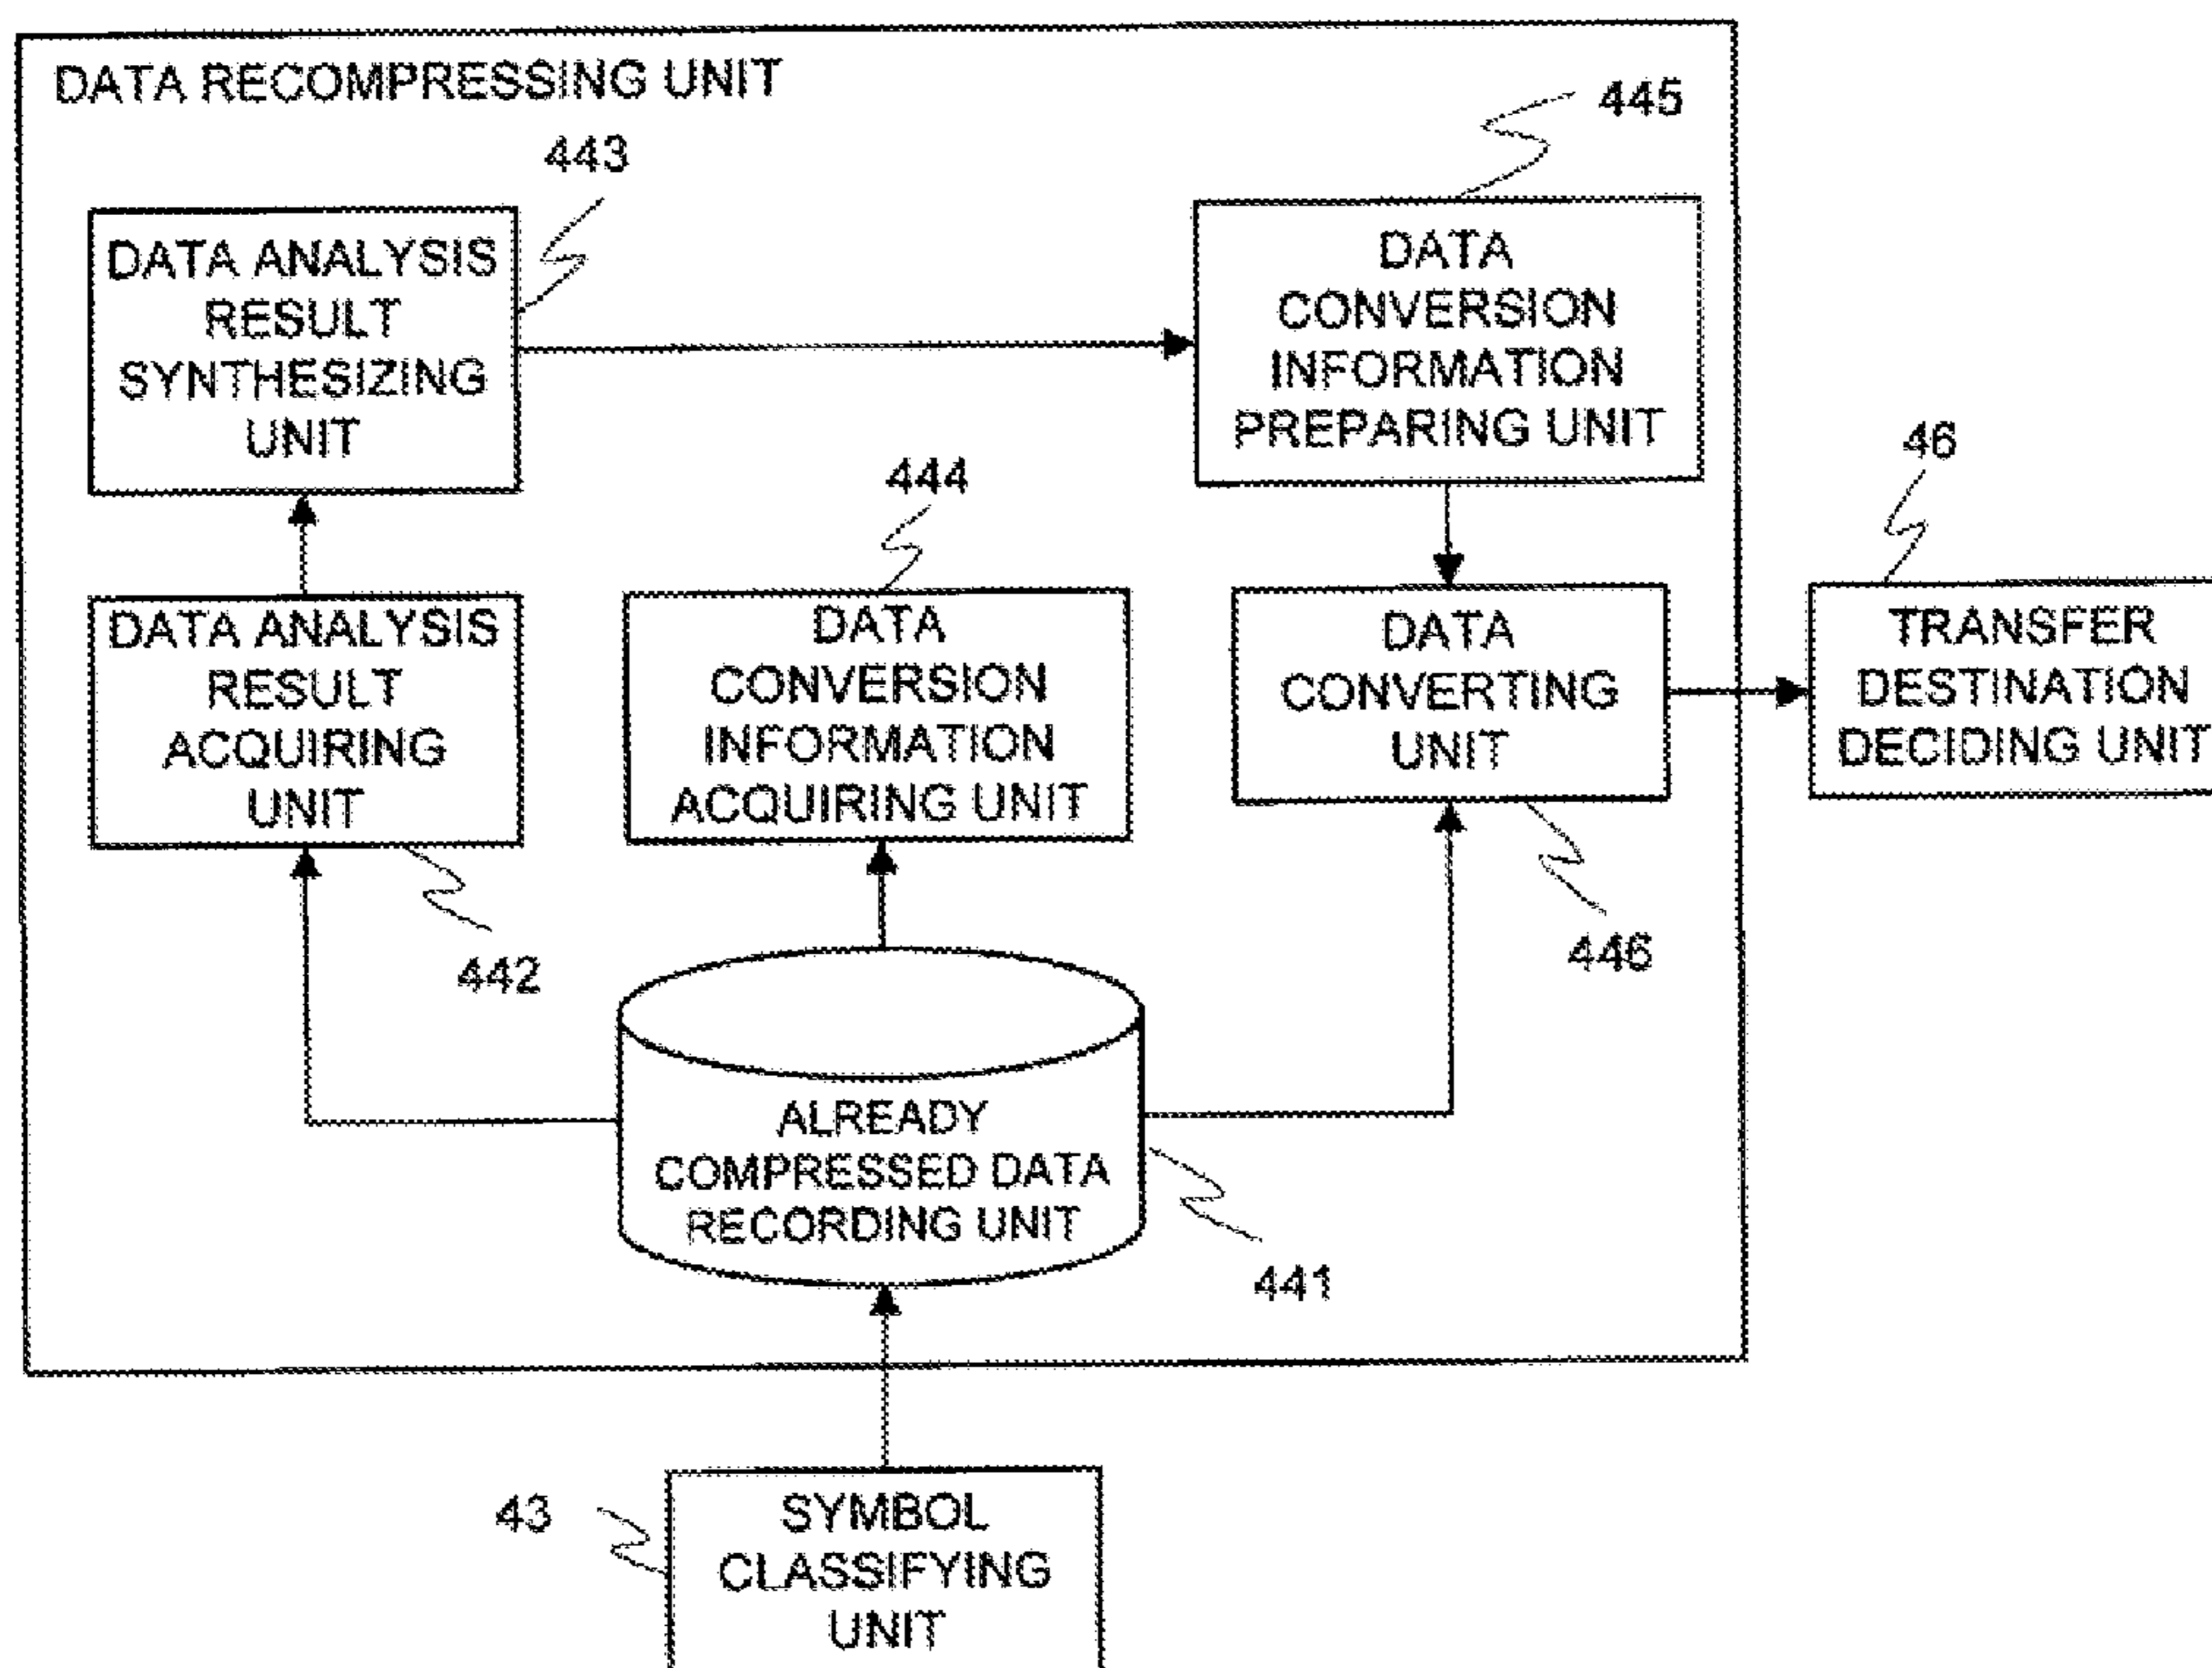 DATA RECOMPRESSING UNIT
443
445
DATA ANALYSIS
RESULT
SYNTHESIZING
UNIT
DATA
CONVERSION
INFORMATION
PREPARING UNIT
444
46
DATA ANALYSIS
RESULT
ACQUIRING
UNIT
DATA
CONVERSION
INFORMATION
ACQUIRING UNIT
DATA
CONVERTING
UNIT
TRANSFER
DESTINATION
DECIDING UNIT
442
446
ALREADY
COMPRESSED DATA
RECORDING UNIT
441
43
SYMBOL
CLASSIFYING
UNIT